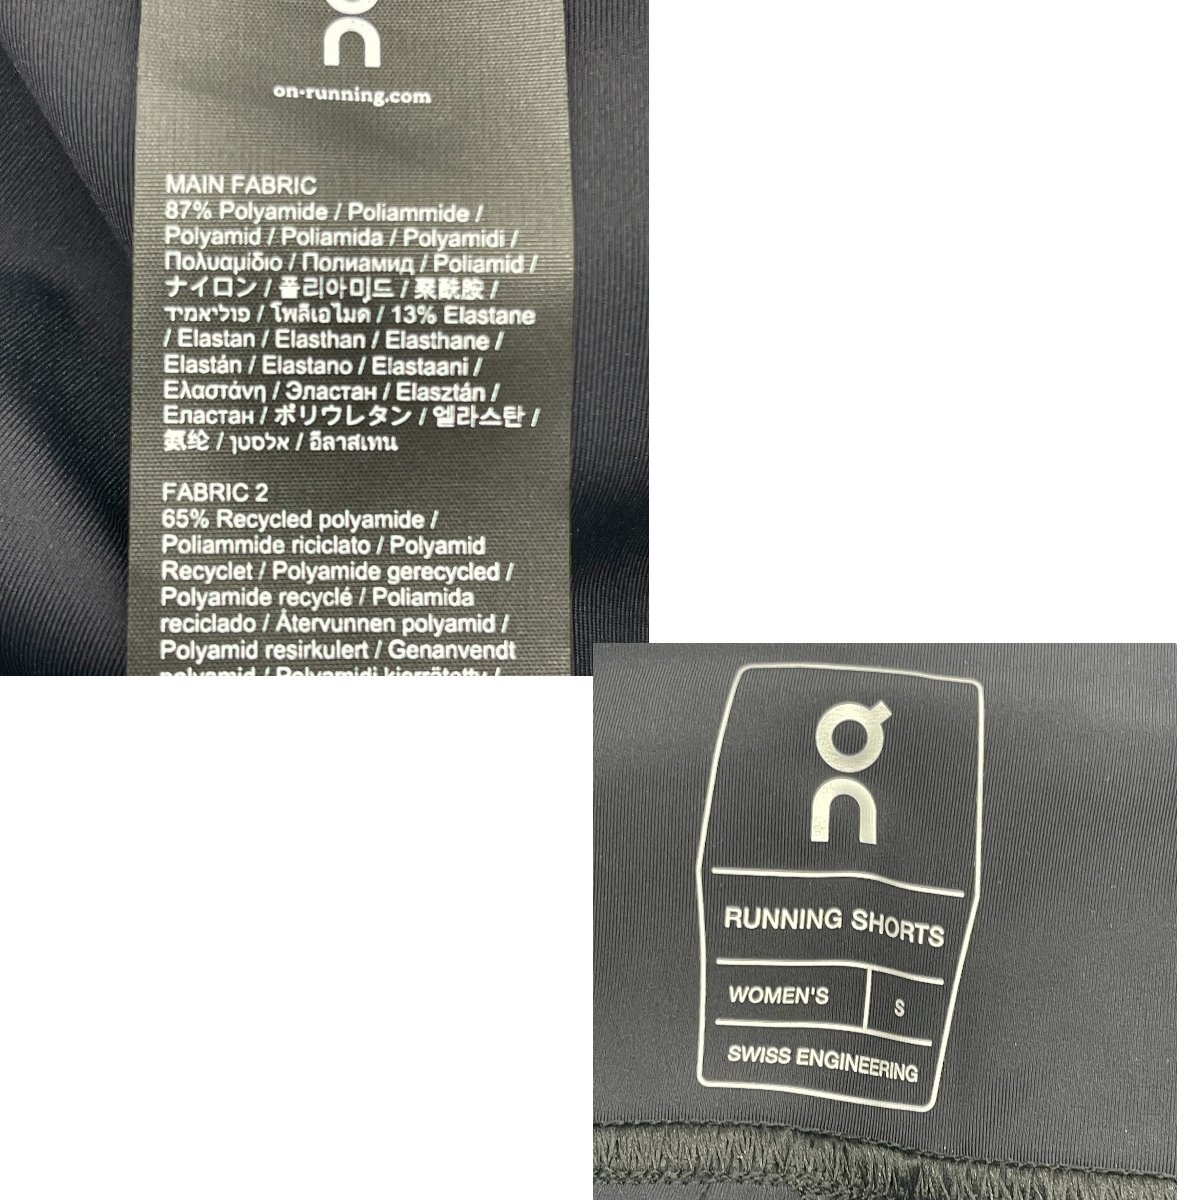 on-running.com
MAIN FABRIC
87% Polyamide / Poliammide /
Polyamid / Poliamida / Polyamidi /
Πολυαμίδιο / Полиамид / Poliamid /
ナイロン / 폴리아미드 / 聚酰胺 /
פוליאמיד / โพลีเอไมด์ / 13% Elastane
/ Elastan / Elasthan / Elasthane /
Elastán / Elastano / Elastaani /
Ελαστάνη / Эластан / Elasztán /
Еластан / ポリウレタン / 엘라스탄 /
氨纶 / אלסטן / อีลาสเทน
FABRIC 2
65% Recycled polyamide /
Poliammide riciclato / Polyamid
Recyclet / Polyamide gerecycled /
Polyamide recyclé / Poliamida
reciclado / Återvunnen polyamid /
Polyamid resirkulert / Genanvendt
polyamid / Polyamidi kierrätetty /
on
RUNNING SHORTS
WOMEN'S S
SWISS ENGINEERING